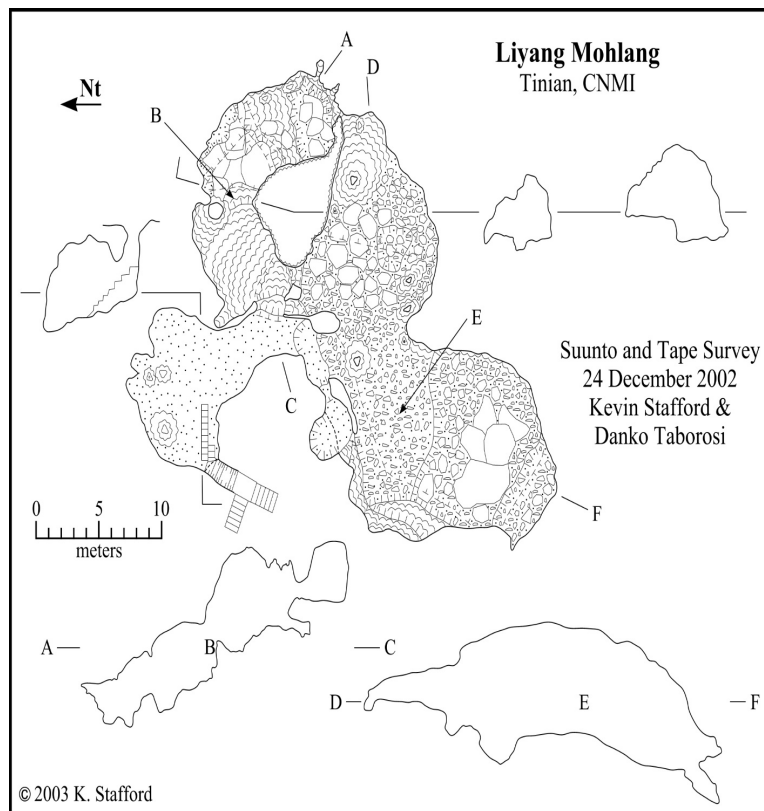 Liyang Mohlang
Tinian, CNMI
Nt
A
D
B
E
Suunto and Tape Survey
24 December 2002
Kevin Stafford &
Danko Taborosi
C
F
0 5 10
meters
A B C
D E F
© 2003 K. Stafford